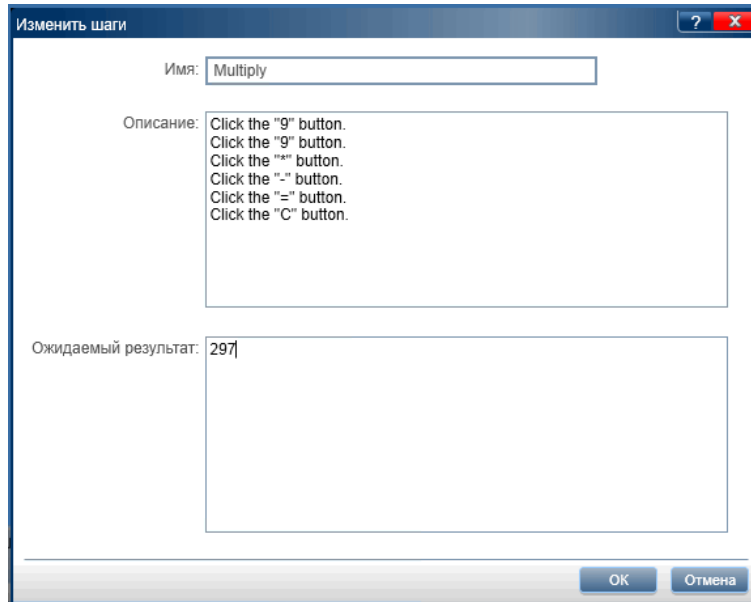 Изменить шаги
?
x
Имя: Multiply
Описание: Click the "9" button.
Click the "9" button.
Click the "*" button.
Click the "-" button.
Click the "=" button.
Click the "C" button.
Ожидаемый результат: 297
ОК
Отмена